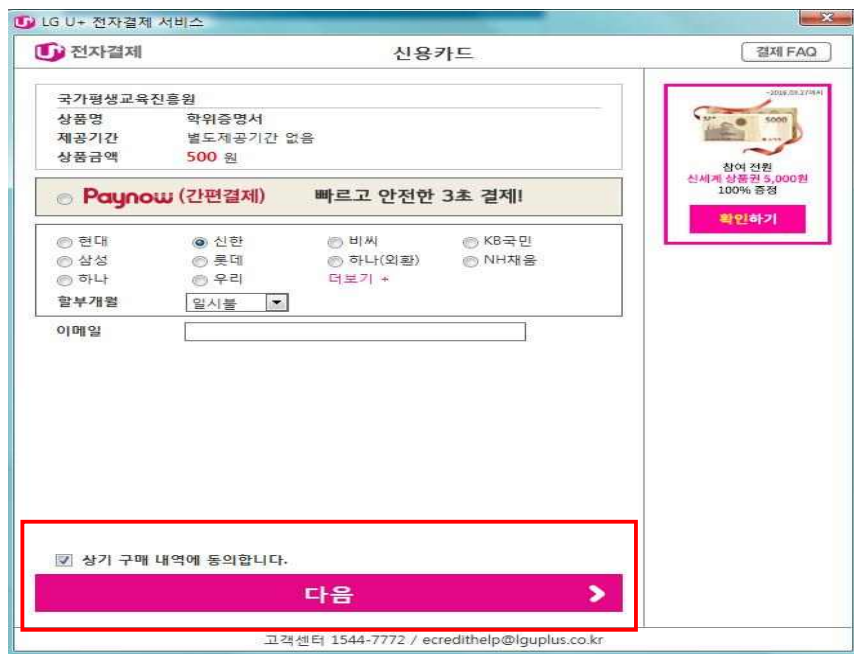 LG U+ 전자결제 서비스
전자결제
신용카드
결제 FAQ
국가평생교육진흥원
상품명 학위증명서
제공기간 별도제공기간 없음
상품금액 500 원
Paynow (간편결제) 빠르고 안전한 3초 결제!
현대 신한 비씨 KB국민
삼성 롯데 하나(외환) NH채움
하나 우리 더보기 +
할부개월 일시불
이메일
상기 구매 내역에 동의합니다.
다음
고객센터 1544-7772 / ecredithelp@lguplus.co.kr
5000
참여 전원
신세계 상품권 5,000원
100% 증정
확인하기